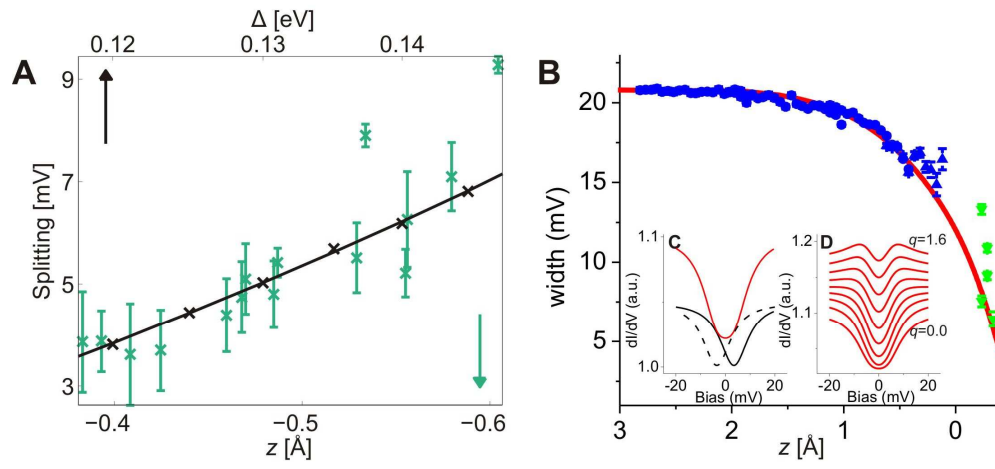 Δ [eV]
0.12 0.13 0.14
A
9
7
5
3
Splitting [mV]
−0.4 −0.5 −0.6
z [Å]
B
20
15
10
5
width (mV)
3 2 1 0
z [Å]
C
1.1
1.0
dI/dV (a.u.)
-20 0 20
Bias (mV)
D
q=1.6
1.2
1.1
q=0.0
dI/dV (a.u.)
-20 0 20
Bias (mV)